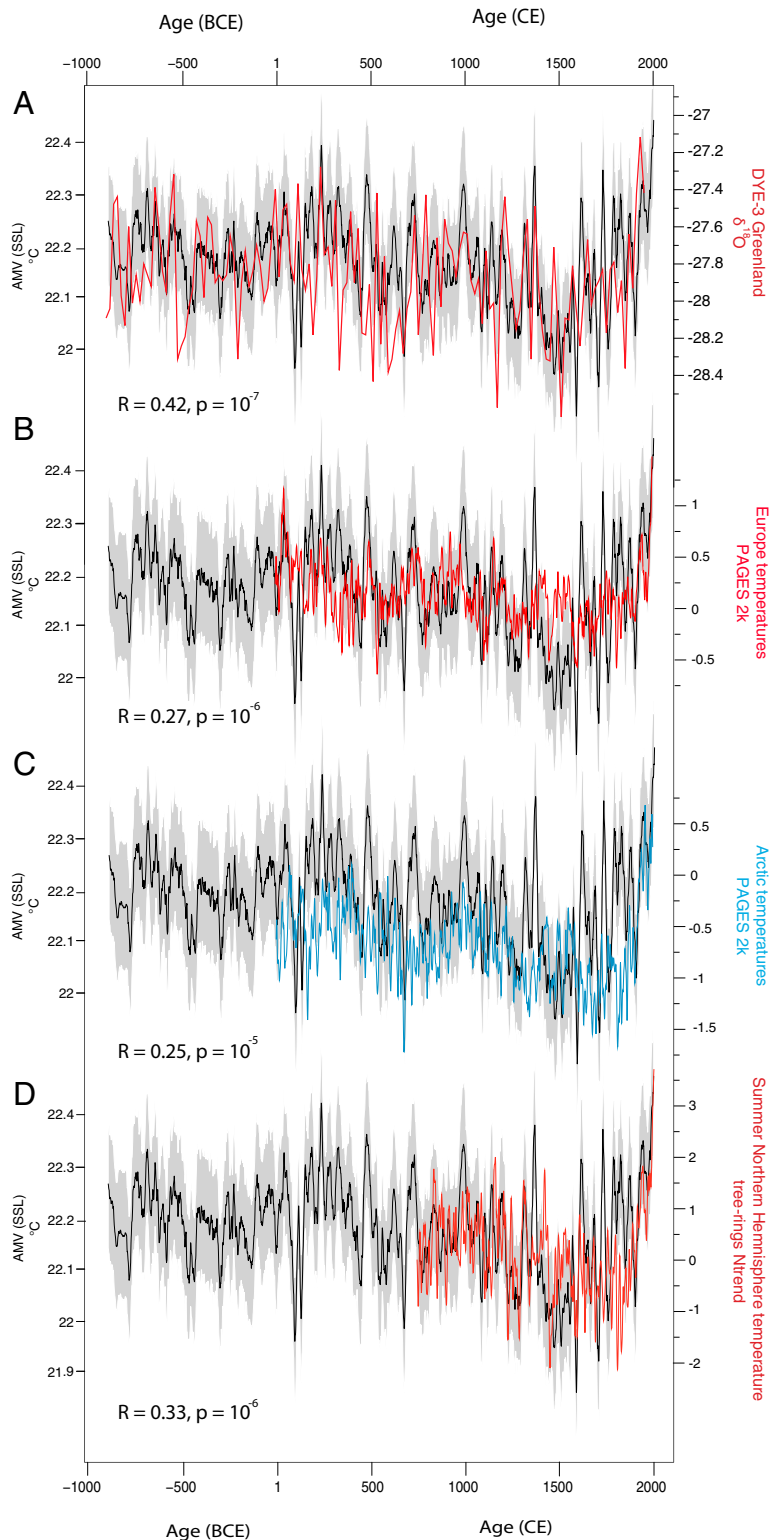 Age (BCE)
Age (CE)
−1000
−500
1
500
1000
1500
2000
A
22.4
22.3
22.2
22.1
22
AMV (SSL)
°C
-27
-27.2
-27.4
-27.6
-27.8
-28
-28.2
-28.4
DYE-3 Greenland
δ¹⁸O
R = 0.42, p = 10⁻⁷
B
22.4
22.3
22.2
22.1
22
AMV (SSL)
°C
1
0.5
0
-0.5
Europe temperatures
PAGES 2k
R = 0.27, p = 10⁻⁶
C
22.4
22.3
22.2
22.1
22
AMV (SSL)
°C
0.5
0
-0.5
-1
-1.5
Arctic temperatures
PAGES 2k
R = 0.25, p = 10⁻⁵
D
22.4
22.3
22.2
22.1
22
21.9
AMV (SSL)
°C
3
2
1
0
-1
-2
Summer Northern Hemnisphere temperature
tree-rings Ntrend
R = 0.33, p = 10⁻⁶
−1000
−500
1
500
1000
1500
2000
Age (BCE)
Age (CE)